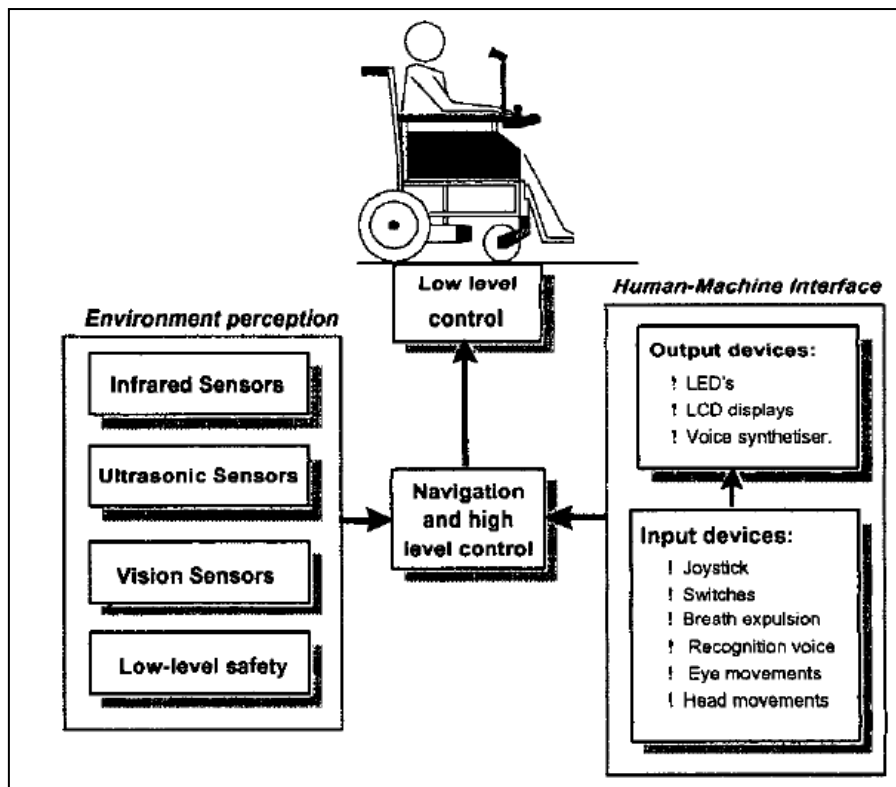 Low level
control
Environment perception
Infrared Sensors
Ultrasonic Sensors
Vision Sensors
Low-level safety
Navigation
and high
level control
Human-Machine Interface
Output devices:
! LED's
! LCD displays
! Voice synthetiser.
Input devices:
! Joystick
! Switches
! Breath expulsion
! Recognition voice
! Eye movements
! Head movements